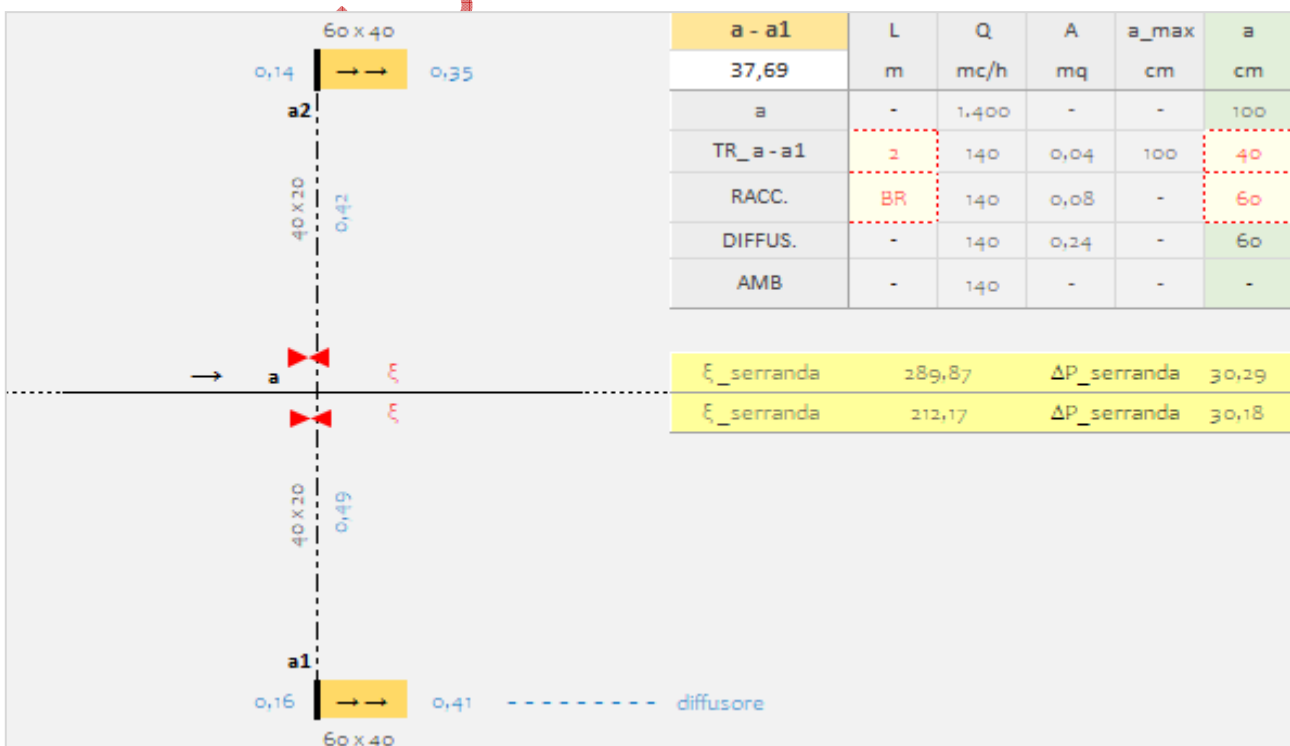 60 x 40
0,14 →→ 0,35
a2
40 x 20
0,42
→ a ξ
ξ
40 x 20
0,49
a1
0,16 →→ 0,41 - - - - - - - - - diffusore
60 x 40
a - a1 L Q A a_max a
37,69 m mc/h mq cm cm
a - 1.400 - - 100
TR_a - a1 2 140 0,04 100 40
RACC. BR 140 0,08 - 60
DIFFUS. - 140 0,24 - 60
AMB - 140 - - -
ξ_serranda 289,87 ΔP_serranda 30,29
ξ_serranda 212,17 ΔP_serranda 30,18